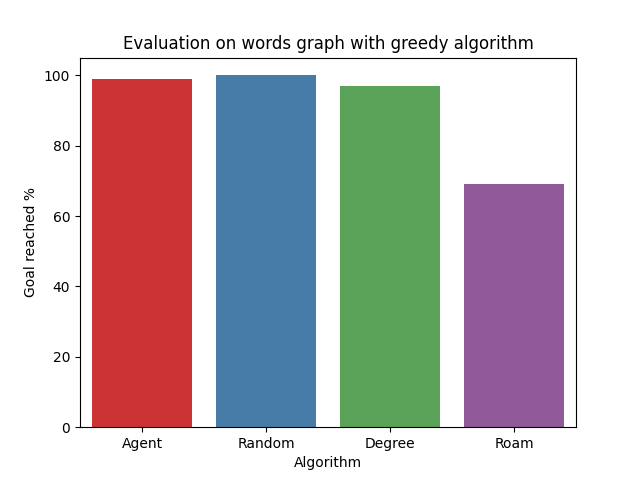 Evaluation on words graph with greedy algorithm
100
80
60
40
20
0
Goal reached %
Agent Random Degree Roam
Algorithm